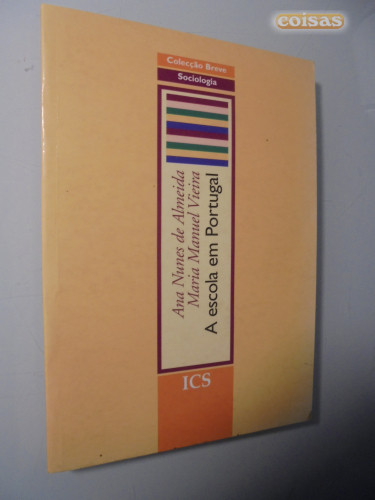 coisas
Colecção Breve
Sociologia
Ana Nunes de Almeida
Maria Manuel Vieira
A escola em Portugal
ICS